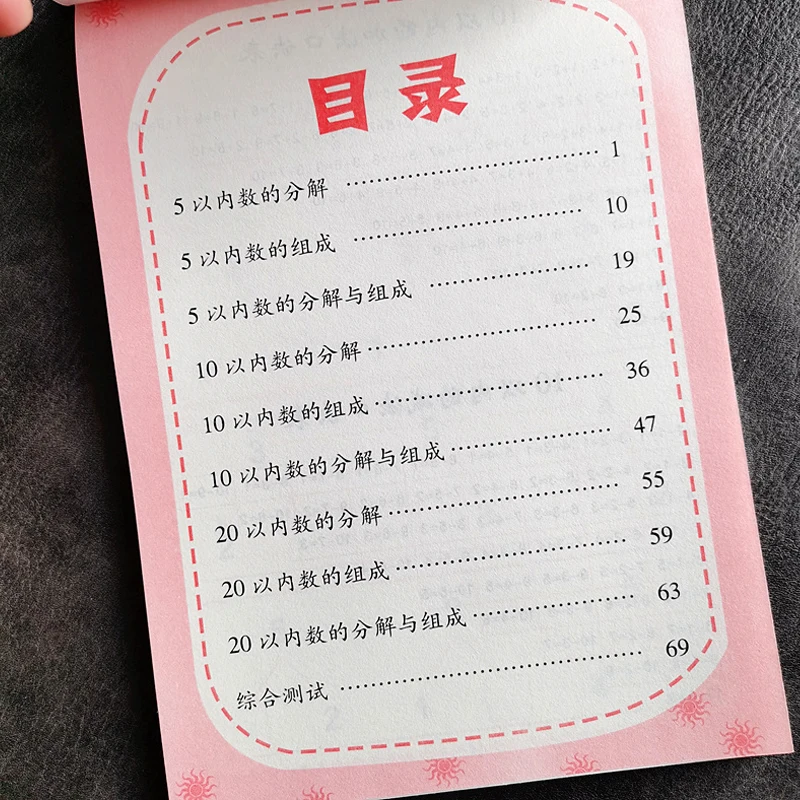 目录
5以内数的分解 …………………… 1
5以内数的组成 …………………… 10
5以内数的分解与组成 …………… 19
10以内数的分解 ………………… 25
10以内数的组成 ………………… 36
10以内数的分解与组成 ………… 47
20以内数的分解 ………………… 55
20以内数的组成 ………………… 59
20以内数的分解与组成 ………… 63
综合测试 ………………………… 69